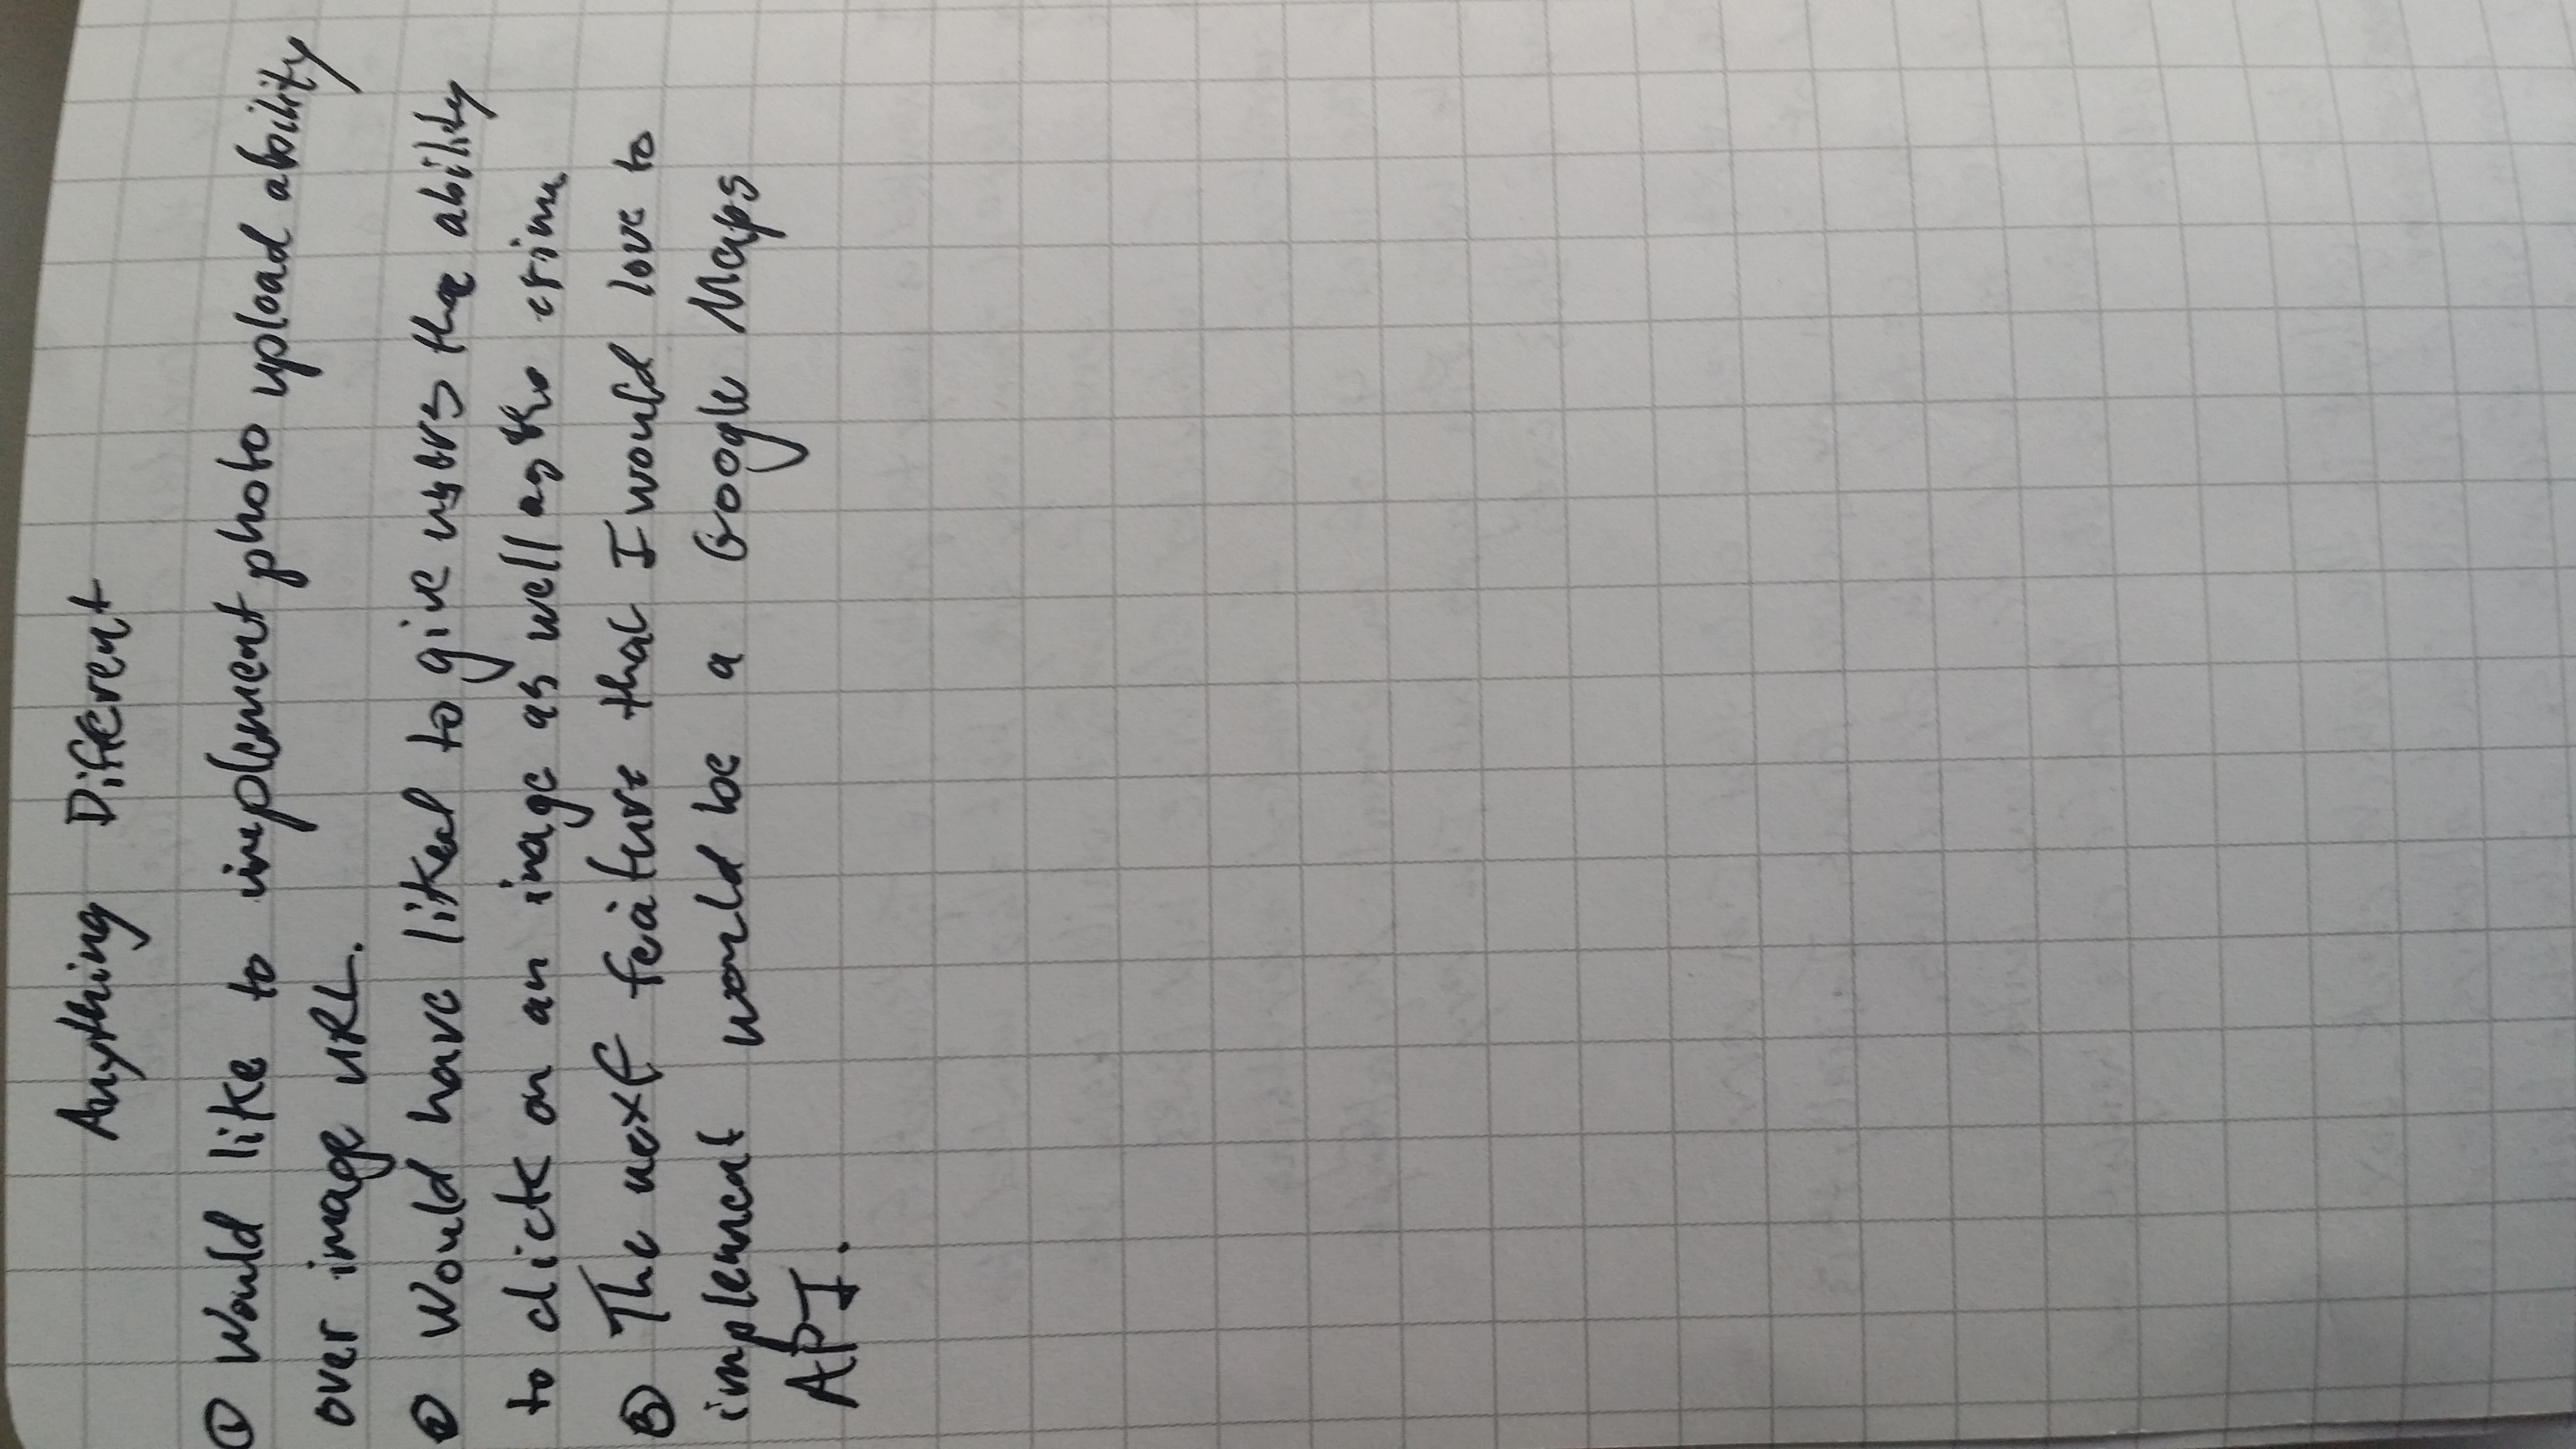 Anything Different
① Would like to implement photo upload ability
over image URL.
② Would have liked to give users the ability
to click on an image as well as the crime
③ The next feature that I would love to
implement would be a Google Maps
API.